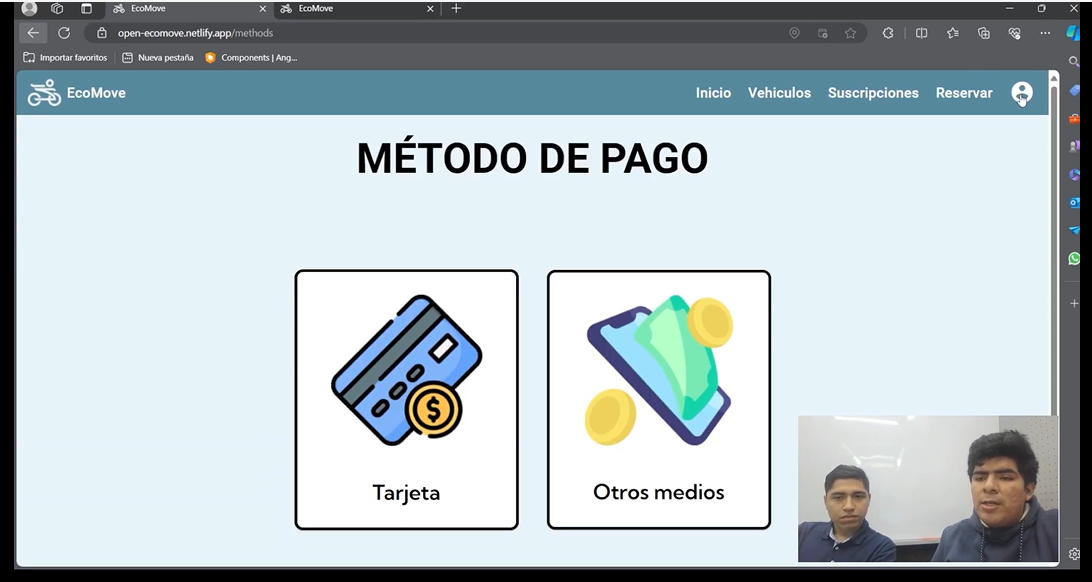 EcoMove
EcoMove
open-ecomove.netlify.app/methods
Importar favoritos
Nueva pestaña
Components | Ang...
EcoMove
Inicio
Vehiculos
Suscripciones
Reservar
MÉTODO DE PAGO
Tarjeta
Otros medios